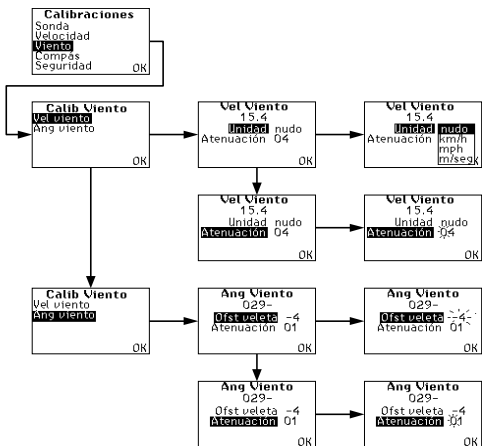 Calibraciones
Sonda
Velocidad
Viento
Compás
Seguridad
OK
Calib Viento
Vel viento
Ang viento
OK
Vel Viento
15.4
Unidad nudo
Atenuación 04
OK
Vel Viento
15.4
Unidad nudo
Atenuación km/h
mph
m/seg
OK
Vel Viento
15.4
Unidad nudo
Atenuación 04
OK
Vel Viento
15.4
Unidad nudo
Atenuación 04
OK
Calib Viento
Vel viento
Ang viento
OK
Ang Viento
029-
Ofst veleta -4
Atenuación 01
OK
Ang Viento
029-
Ofst veleta -4-
Atenuación 01
OK
Ang Viento
029-
Ofst veleta -4
Atenuación 01
OK
Ang Viento
029-
Ofst veleta -4
Atenuación 01
OK